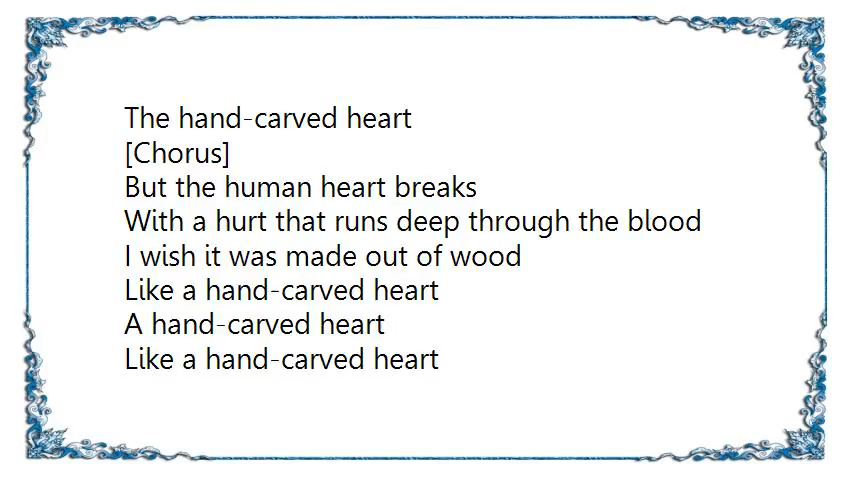 The hand-carved heart
[Chorus]
But the human heart breaks
With a hurt that runs deep through the blood
I wish it was made out of wood
Like a hand-carved heart
A hand-carved heart
Like a hand-carved heart